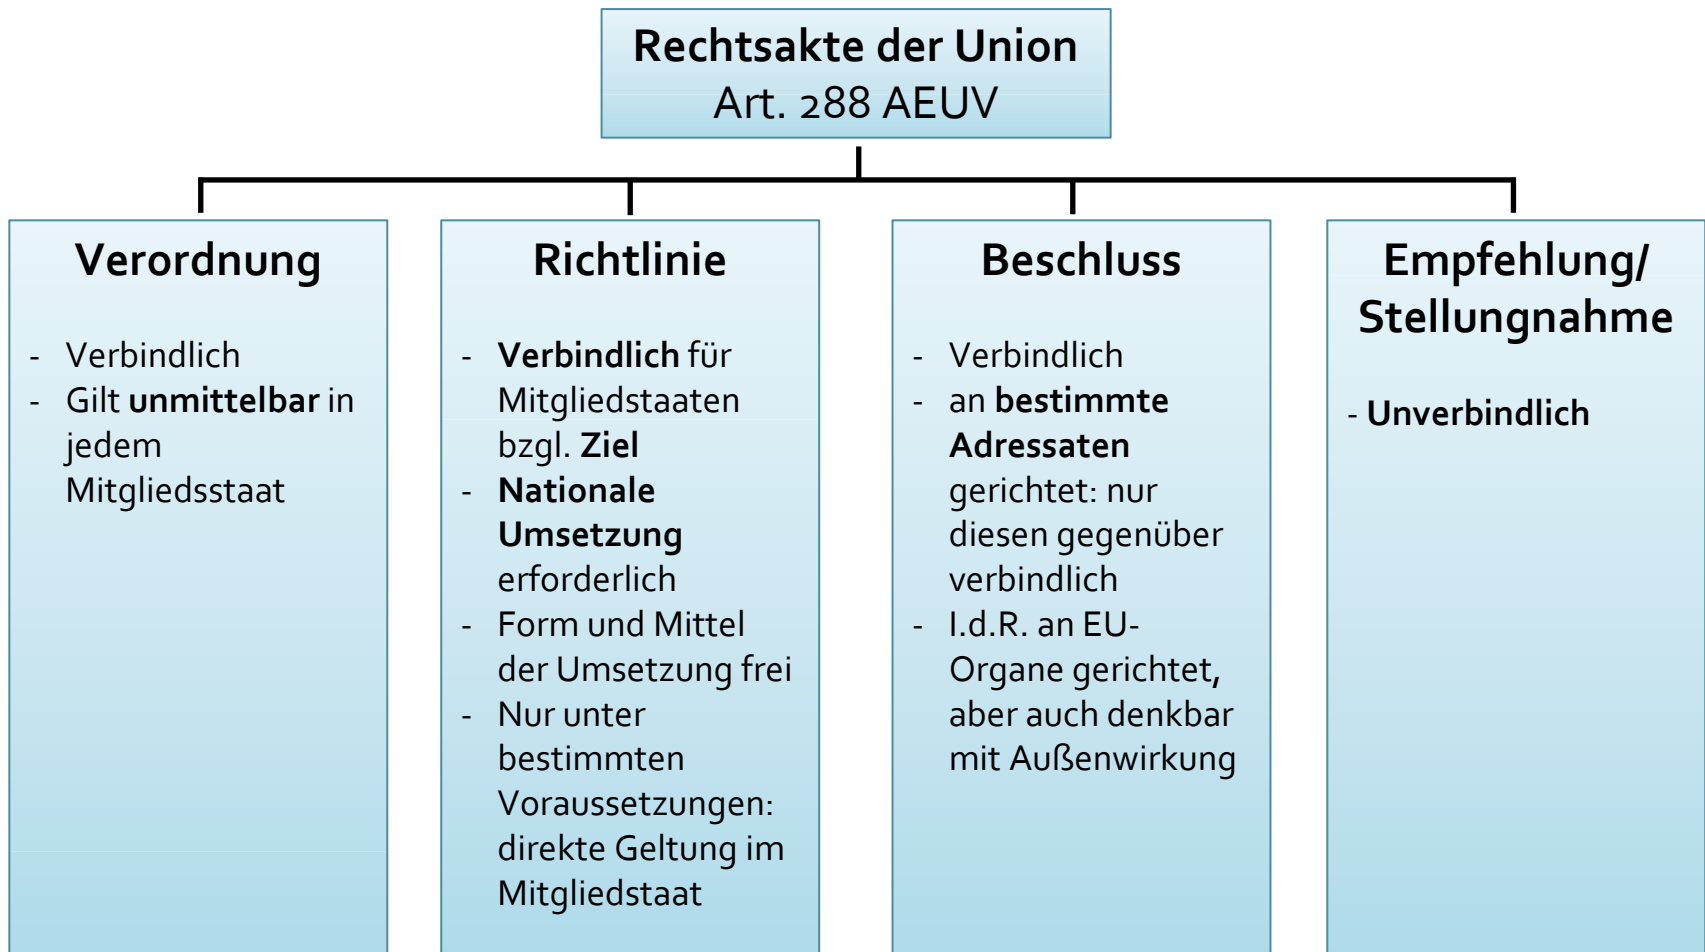 Rechtsakte der Union
Art. 288 AEUV
Verordnung
- Verbindlich
- Gilt unmittelbar in
jedem
Mitgliedsstaat
Richtlinie
- Verbindlich für
Mitgliedstaaten
bzgl. Ziel
- Nationale
Umsetzung
erforderlich
- Form und Mittel
der Umsetzung frei
- Nur unter
bestimmten
Voraussetzungen:
direkte Geltung im
Mitgliedstaat
Beschluss
- Verbindlich
- an bestimmte
Adressaten
gerichtet: nur
diesen gegenüber
verbindlich
- I.d.R. an EU-
Organe gerichtet,
aber auch denkbar
mit Außenwirkung
Empfehlung/
Stellungnahme
- Unverbindlich